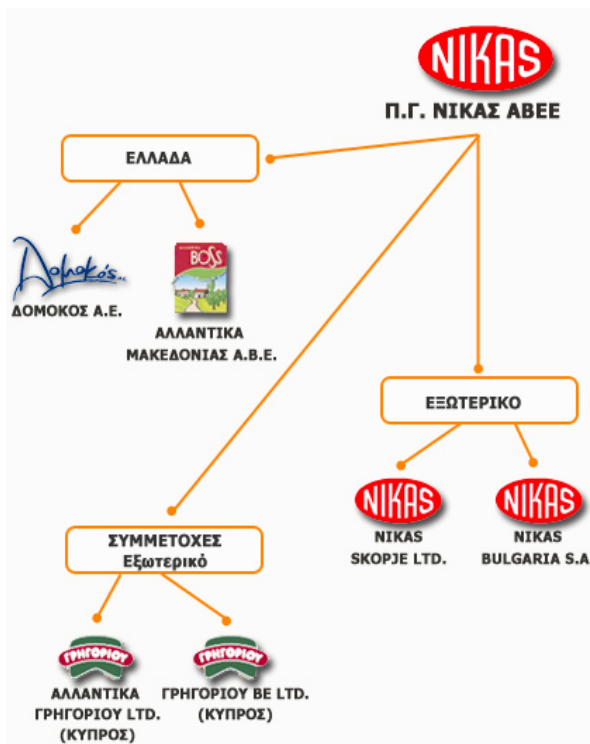 NIKAS
Π.Γ. ΝΙΚΑΣ ΑΒΕΕ
ΕΛΛΑΔΑ
Δομοκός Α.Ε.
ΔΟΜΟΚΟΣ Α.Ε.
BOSS
ΑΛΛΑΝΤΙΚΑ
ΜΑΚΕΔΟΝΙΑΣ Α.Β.Ε.
ΕΞΩΤΕΡΙΚΟ
NIKAS
NIKAS
SKOPJE LTD.
NIKAS
NIKAS
BULGARIA S.A
ΣΥΜΜΕΤΟΧΕΣ
Εξωτερικό
ΓΡΗΓΟΡΙΟΥ
ΑΛΛΑΝΤΙΚΑ
ΓΡΗΓΟΡΙΟΥ LTD.
(ΚΥΠΡΟΣ)
ΓΡΗΓΟΡΙΟΥ
ΓΡΗΓΟΡΙΟΥ ΒΕ LTD.
(ΚΥΠΡΟΣ)